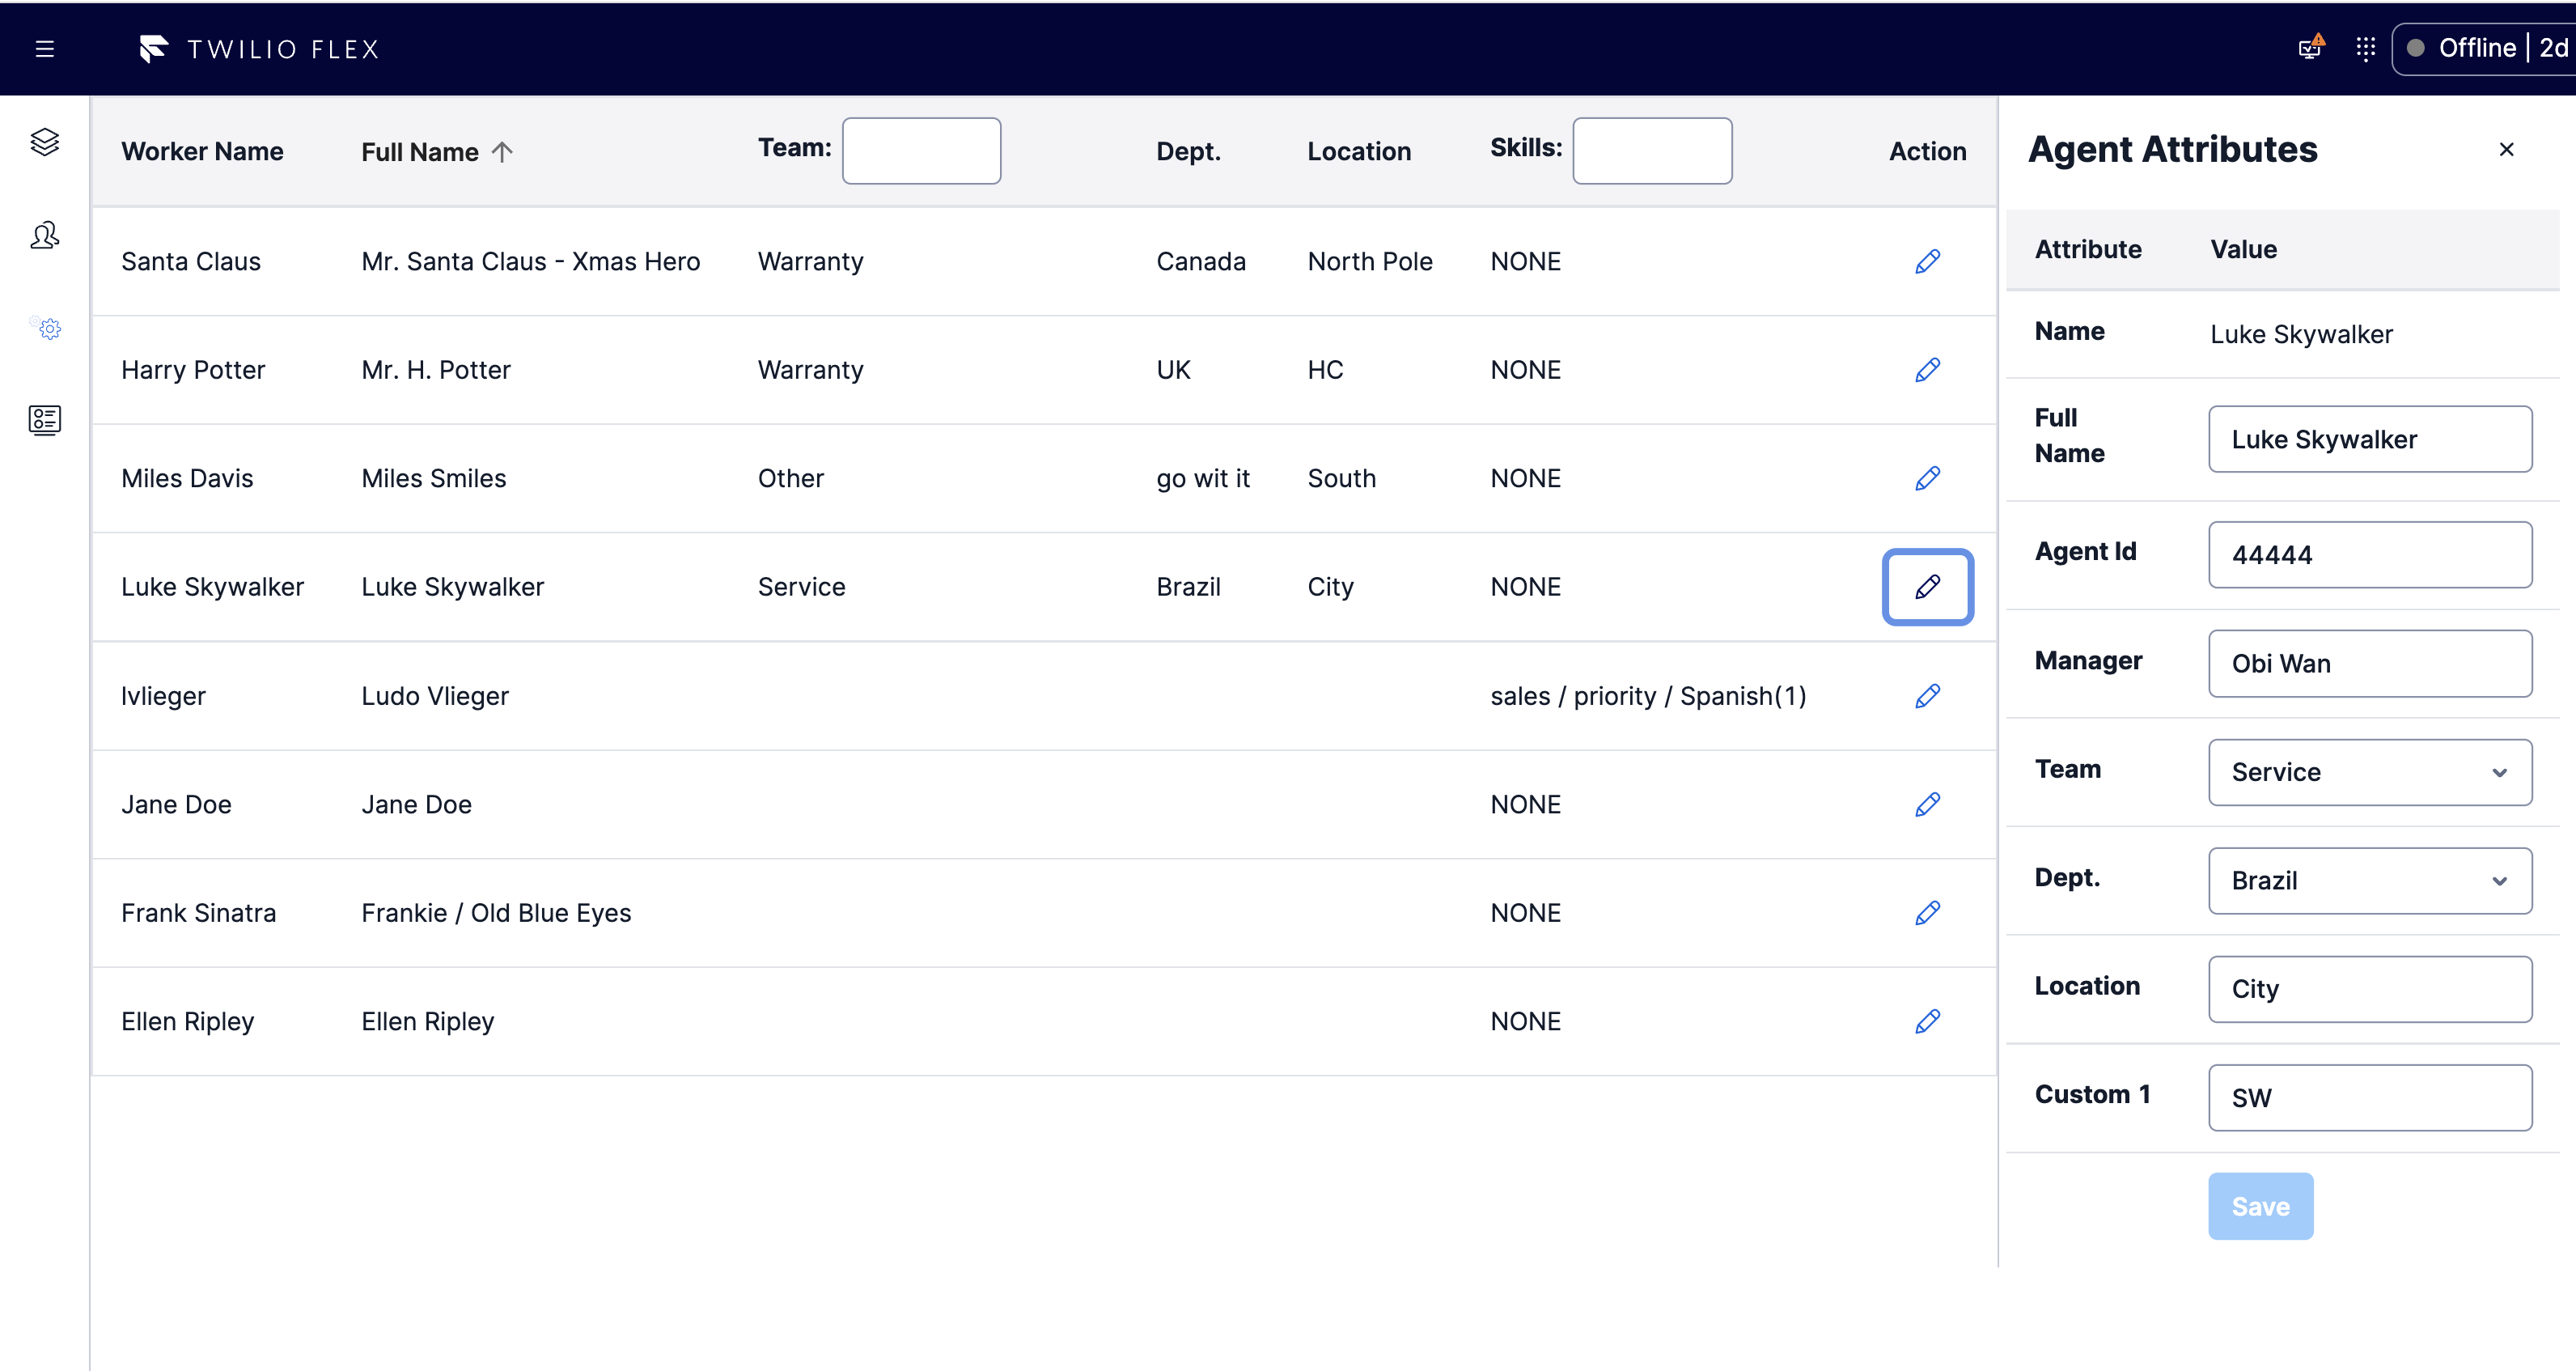 TWILIO FLEX
Offline | 2d
Worker Name Full Name Team: Dept. Location Skills: Action
Santa Claus Mr. Santa Claus - Xmas Hero Warranty Canada North Pole NONE
Harry Potter Mr. H. Potter Warranty UK HC NONE
Miles Davis Miles Smiles Other go wit it South NONE
Luke Skywalker Luke Skywalker Service Brazil City NONE
lvlieger Ludo Vlieger sales / priority / Spanish(1)
Jane Doe Jane Doe NONE
Frank Sinatra Frankie / Old Blue Eyes NONE
Ellen Ripley Ellen Ripley NONE
Agent Attributes
Attribute Value
Name Luke Skywalker
Full
Name Luke Skywalker
Agent Id 44444
Manager Obi Wan
Team Service
Dept. Brazil
Location City
Custom 1 SW
Save